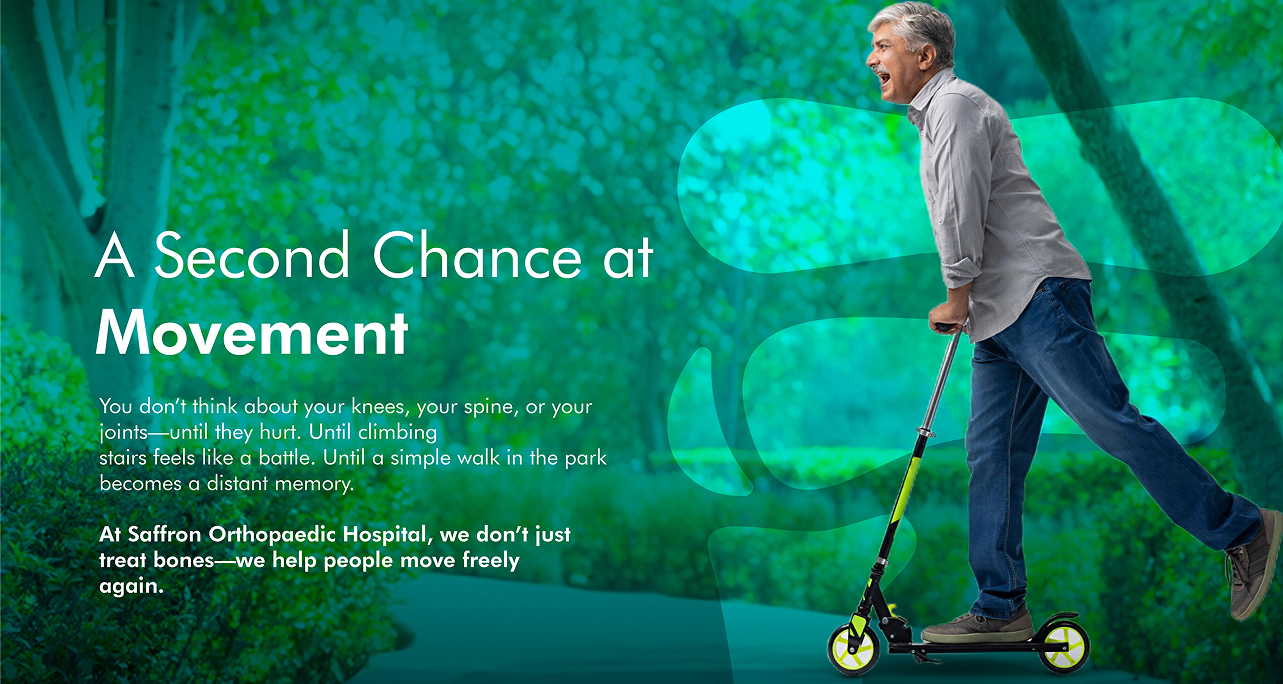 A Second Chance at
Movement
You don’t think about your knees, your spine, or your
joints—until they hurt. Until climbing
stairs feels like a battle. Until a simple walk in the park
becomes a distant memory.
At Saffron Orthopaedic Hospital, we don’t just
treat bones—we help people move freely
again.